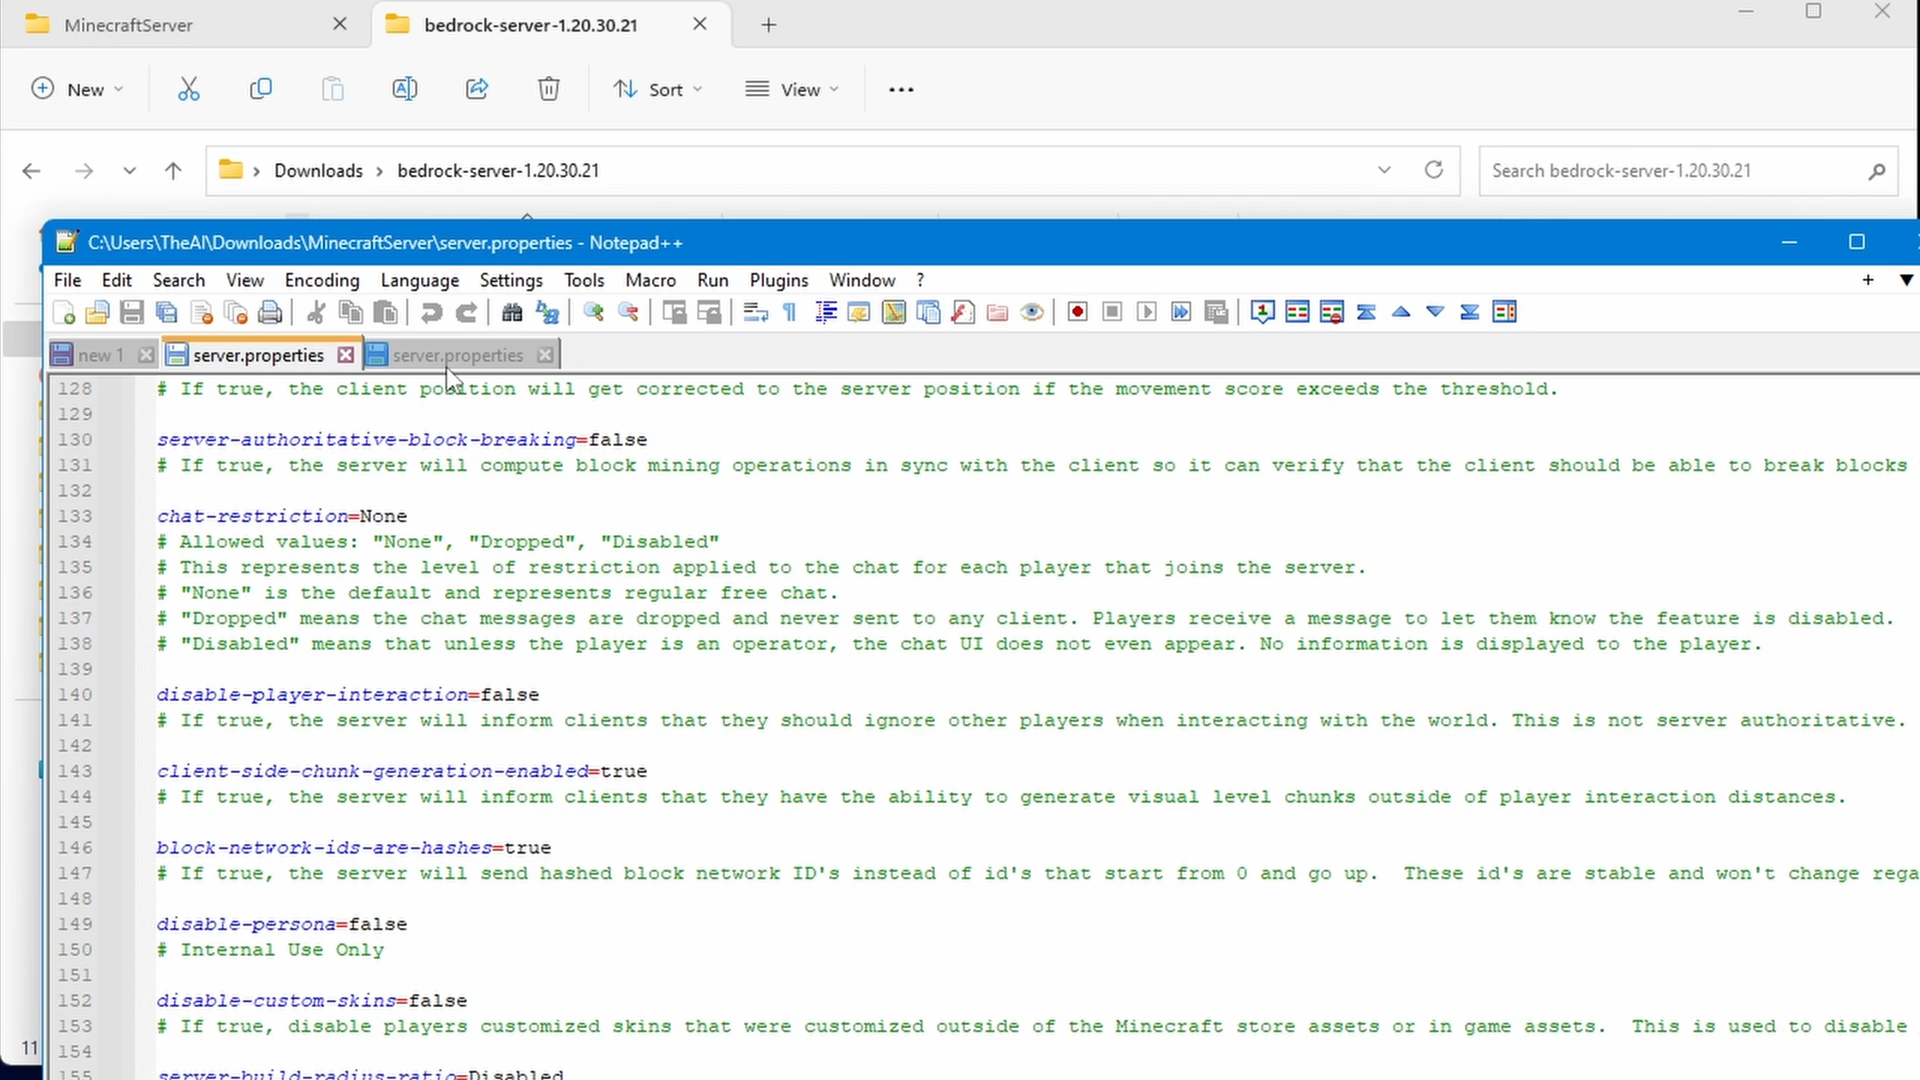 MinecraftServer
bedrock-server-1.20.30.21
New
Sort
View
Downloads
bedrock-server-1.20.30.21
Search bedrock-server-1.20.30.21
C:\Users\TheAI\Downloads\MinecraftServer\server.properties - Notepad++
File Edit Search View Encoding Language Settings Tools Macro Run Plugins Window ?
new 1
server.properties
server.properties
128 # If true, the client position will get corrected to the server position if the movement score exceeds the threshold.
129
130 server-authoritative-block-breaking=false
131 # If true, the server will compute block mining operations in sync with the client so it can verify that the client should be able to break blocks
132
133 chat-restriction=None
134 # Allowed values: "None", "Dropped", "Disabled"
135 # This represents the level of restriction applied to the chat for each player that joins the server.
136 # "None" is the default and represents regular free chat.
137 # "Dropped" means the chat messages are dropped and never sent to any client. Players receive a message to let them know the feature is disabled.
138 # "Disabled" means that unless the player is an operator, the chat UI does not even appear. No information is displayed to the player.
139
140 disable-player-interaction=false
141 # If true, the server will inform clients that they should ignore other players when interacting with the world. This is not server authoritative.
142
143 client-side-chunk-generation-enabled=true
144 # If true, the server will inform clients that they have the ability to generate visual level chunks outside of player interaction distances.
145
146 block-network-ids-are-hashes=true
147 # If true, the server will send hashed block network ID's instead of id's that start from 0 and go up.  These id's are stable and won't change rega
148
149 disable-persona=false
150 # Internal Use Only
151
152 disable-custom-skins=false
153 # If true, disable players customized skins that were customized outside of the Minecraft store assets or in game assets.  This is used to disable
154
155 server-build-radius-ratio=Disabled
11